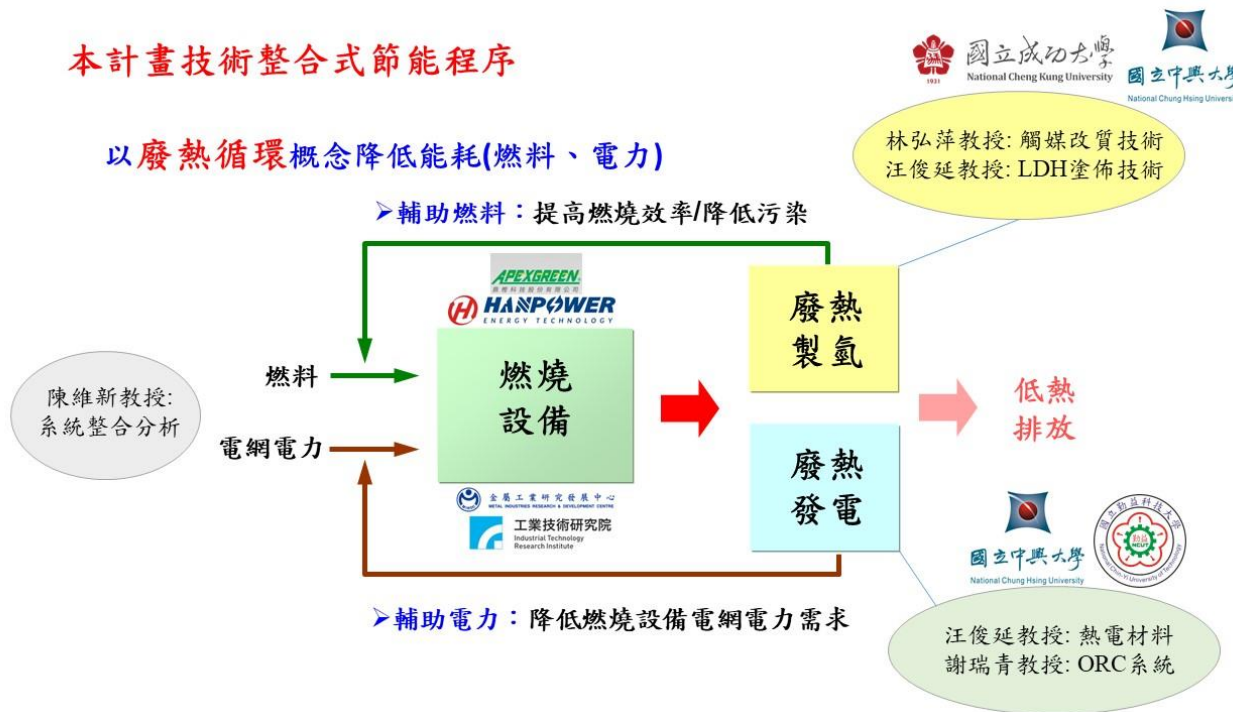 本計畫技術整合式節能程序
國立成功大學
National Cheng Kung University
1931
國立中興大學
National Chung Hsing University
以廢熱循環概念降低能耗(燃料、電力)
林弘萍教授: 觸媒改質技術
汪俊延教授: LDH塗佈技術
➢輔助燃料：提高燃燒效率/降低污染
APEXGREEN
HANPOWER
ENERGY TECHNOLOGY
廢熱
製氫
燃料
燃燒
設備
陳維新教授:
系統整合分析
低熱
排放
電網電力
廢熱
發電
金屬工業研究發展中心
METAL INDUSTRIES RESEARCH & DEVELOPMENT CENTRE
工業技術研究院
Industrial Technology
Research Institute
國立中興大學
National Chung Hsing University
國立勤益科技大學
勤益
NCUT
National Chin-Yi University of Technology
➢輔助電力：降低燃燒設備電網電力需求
汪俊延教授: 熱電材料
謝瑞青教授: ORC系統